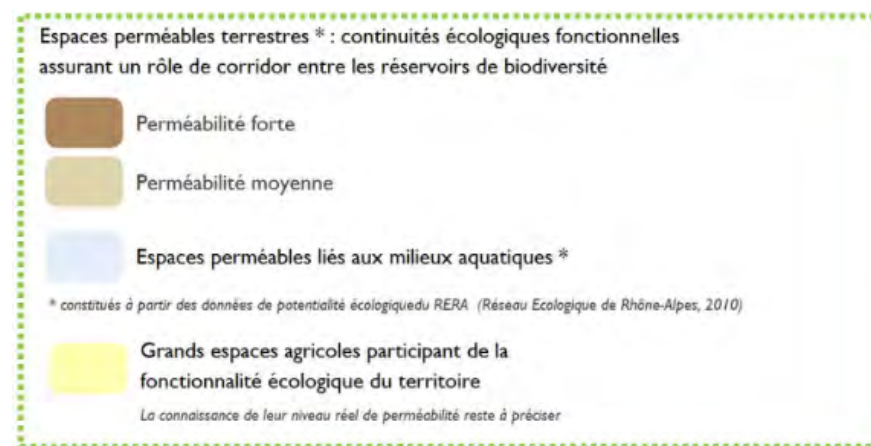 Espaces perméables terrestres * : continuités écologiques fonctionnelles
assurant un rôle de corridor entre les réservoirs de biodiversité
Perméabilité forte
Perméabilité moyenne
Espaces perméables liés aux milieux aquatiques *
* constitués à partir des données de potentialité écologiquedu RERA (Réseau Ecologique de Rhône-Alpes, 2010)
Grands espaces agricoles participant de la
fonctionnalité écologique du territoire
La connaissance de leur niveau réel de perméabilité reste à préciser